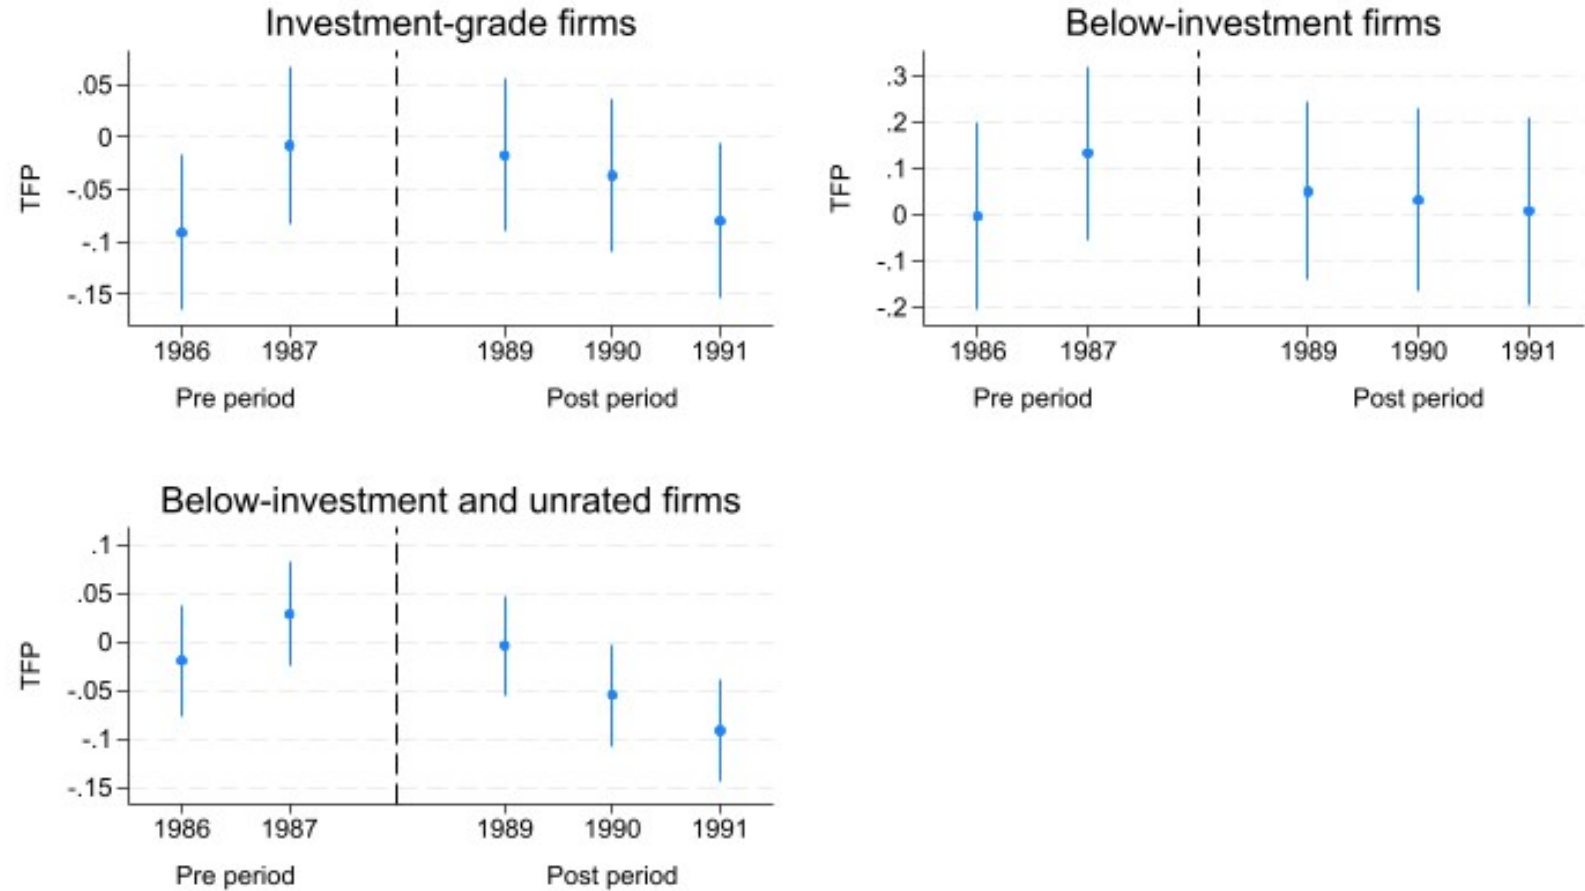 Investment-grade firms
TFP
.05
0
-.05
-.1
-.15
1986 1987 1989 1990 1991
Pre period Post period
Below-investment firms
TFP
.3
.2
.1
0
-.1
-.2
1986 1987 1989 1990 1991
Pre period Post period
Below-investment and unrated firms
TFP
.1
.05
0
-.05
-.1
-.15
1986 1987 1989 1990 1991
Pre period Post period